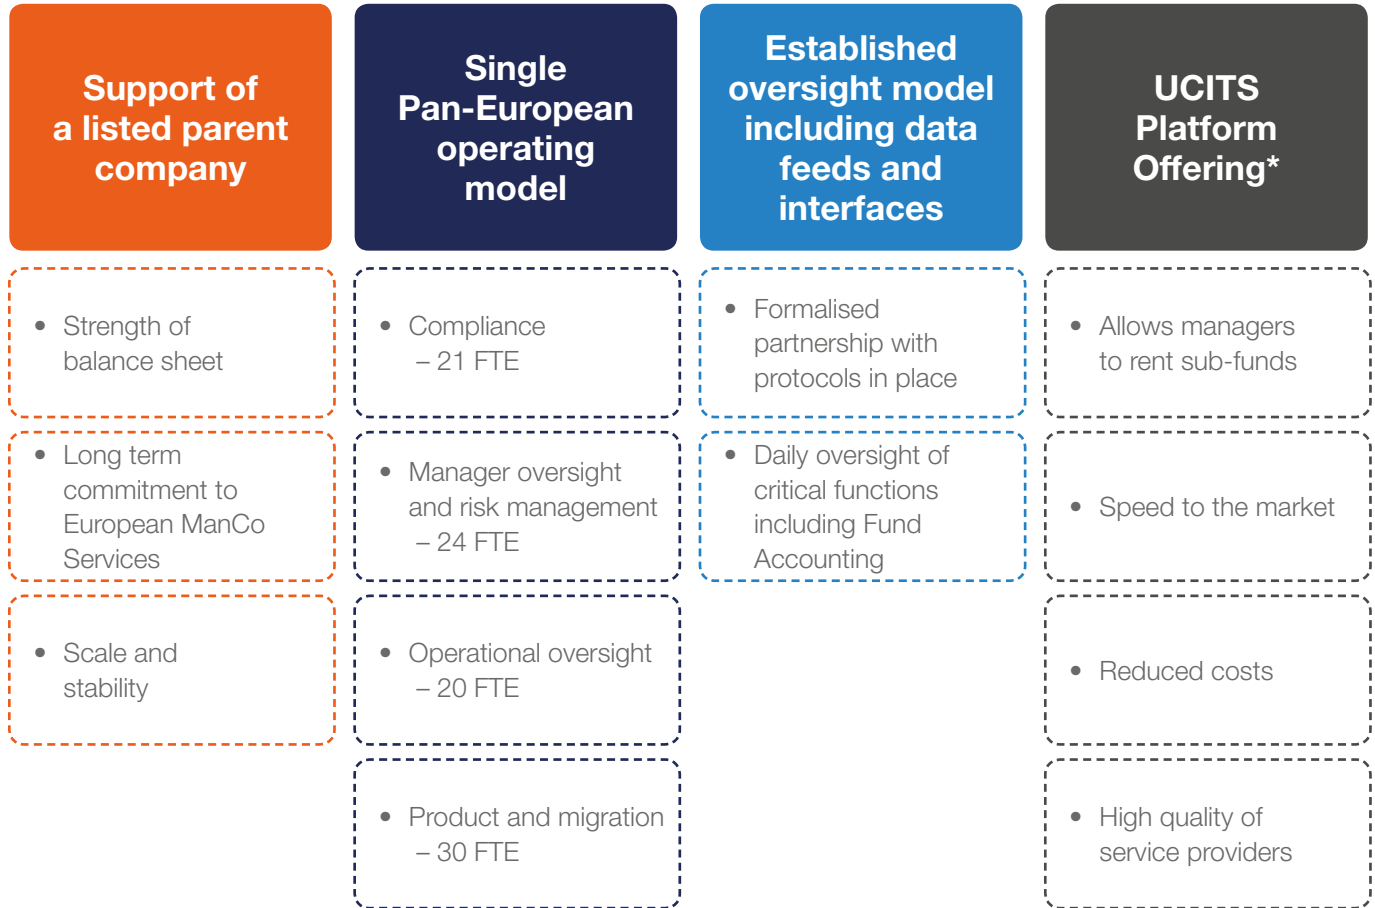 Support of
a listed parent
company
• Strength of
balance sheet
• Long term
commitment to
European ManCo
Services
• Scale and
stability
Single
Pan-European
operating
model
• Compliance
– 21 FTE
• Manager oversight
and risk management
– 24 FTE
• Operational oversight
– 20 FTE
• Product and migration
– 30 FTE
Established
oversight model
including data
feeds and
interfaces
• Formalised
partnership with
protocols in place
• Daily oversight of
critical functions
including Fund
Accounting
UCITS
Platform
Offering*
• Allows managers
to rent sub-funds
• Speed to the market
• Reduced costs
• High quality of
service providers